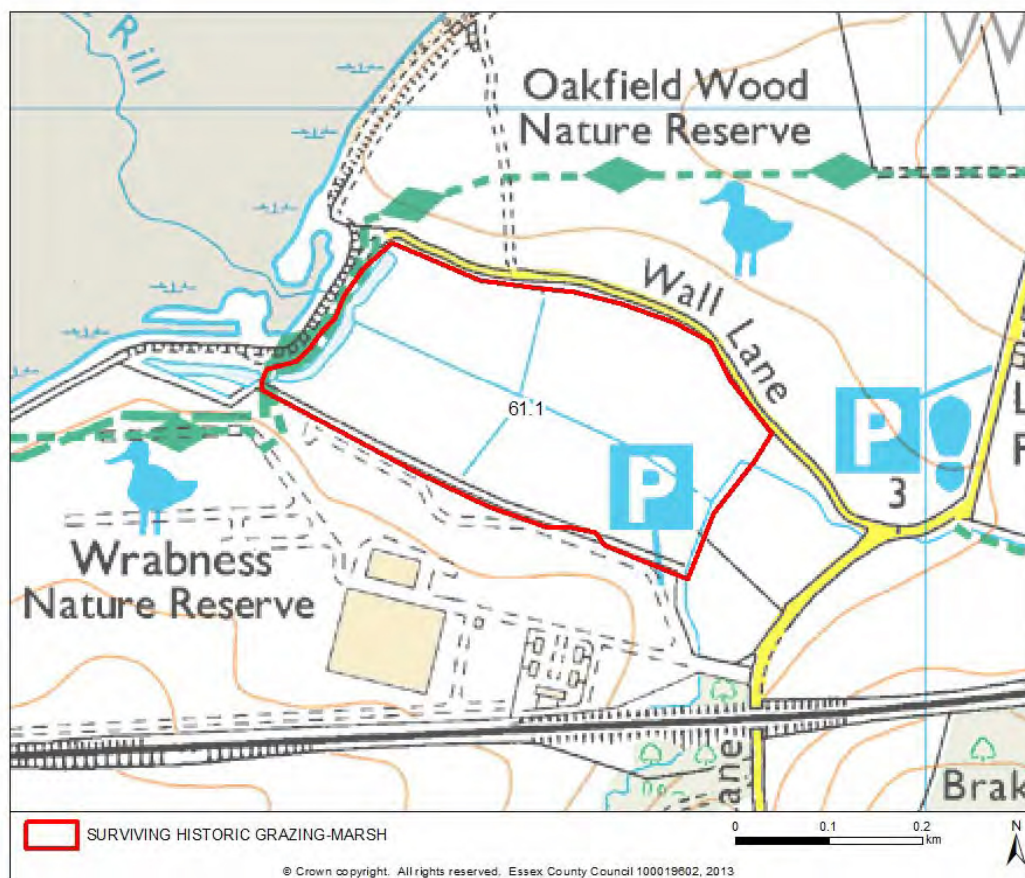 Rill
Oakfield Wood
Nature Reserve
Wall Lane
61.1
P
P
3
Wrabness
Nature Reserve
ane
Brak
SURVIVING HISTORIC GRAZING-MARSH
0 0.1 0.2
km
N
© Crown copyright. All rights reserved, Essex County Council 100019602, 2013